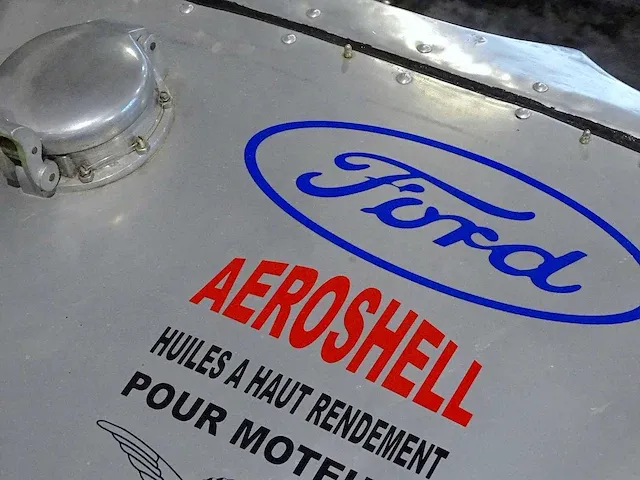 Ford
AEROSHELL
HUILES A HAUT RENDEMENT
POUR